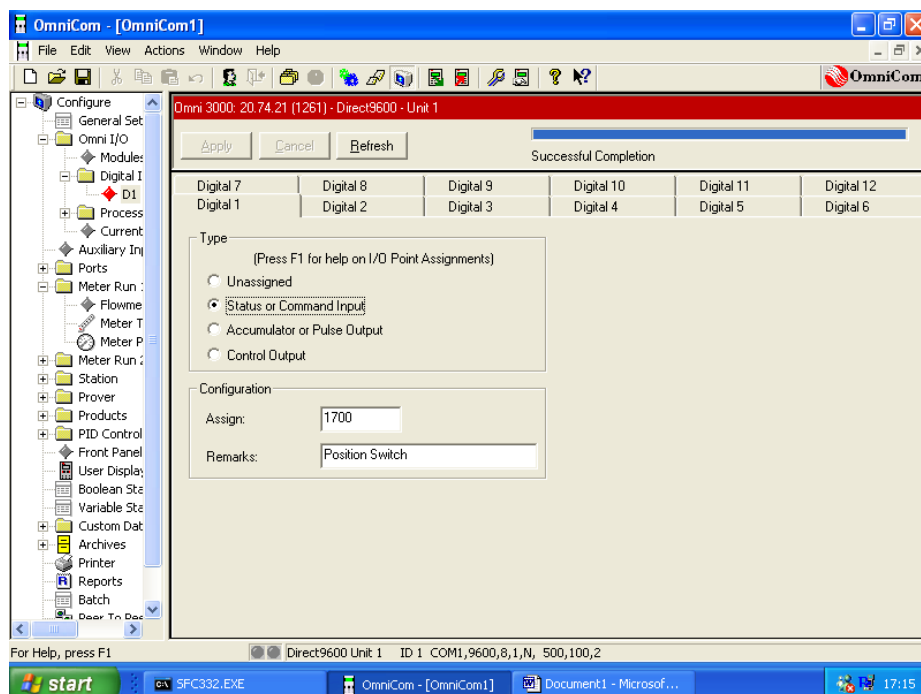 OmniCom - [OmniCom1]
File Edit View Actions Window Help
OmniCom
Configure
General Set
Omni I/O
Modules
Digital I
D1
Process
Current
Auxiliary In
Ports
Meter Run 1
Flowme
Meter T
Meter P
Meter Run 2
Station
Prover
Products
PID Control
Front Panel
User Display
Boolean Sta
Variable Sta
Custom Dat
Archives
Printer
Reports
Batch
Peer To Pee
Omni 3000: 20.74.21 (1261) - Direct9600 - Unit 1
Apply Cancel Refresh
Successful Completion
Digital 7 Digital 8 Digital 9 Digital 10 Digital 11 Digital 12
Digital 1 Digital 2 Digital 3 Digital 4 Digital 5 Digital 6
Type
(Press F1 for help on I/O Point Assignments)
Unassigned
Status or Command Input
Accumulator or Pulse Output
Control Output
Configuration
Assign: 1700
Remarks: Position Switch
For Help, press F1 Direct9600 Unit 1 ID 1 COM1,9600,8,1,N, 500,100,2
start SFC332.EXE OmniCom - [OmniCom1] Document1 - Microsof... 17:15